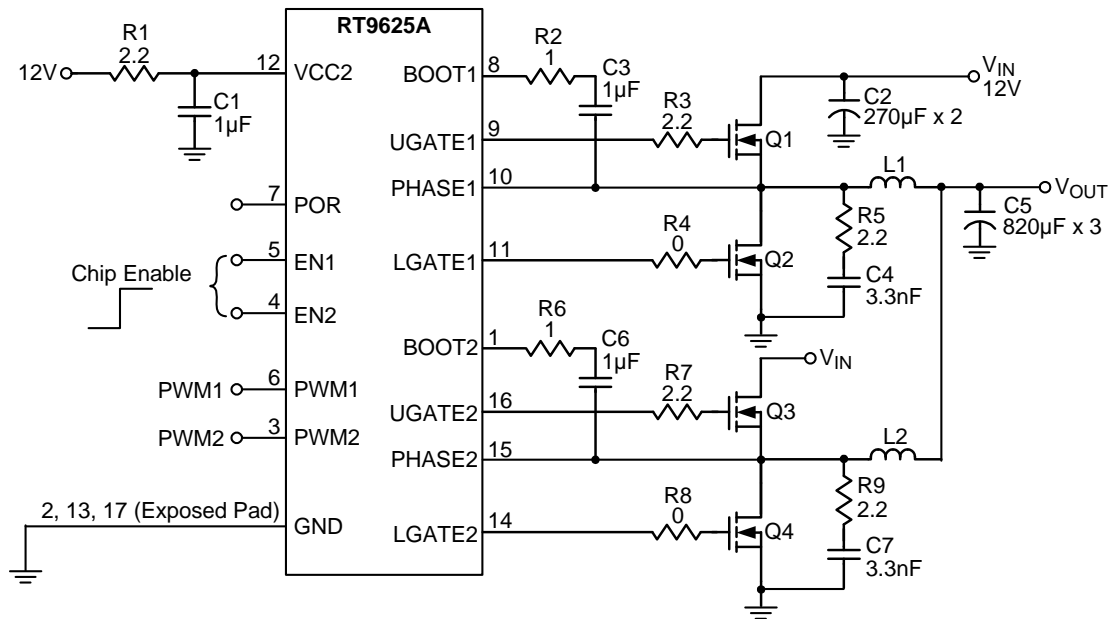 RT9625A
12V
R1
2.2
12
VCC2
C1
1µF
7
POR
Chip Enable
5
EN1
4
EN2
PWM1
6
PWM1
PWM2
3
PWM2
2, 13, 17 (Exposed Pad)
GND
BOOT1
8
R2
1
C3
1µF
UGATE1
9
R3
2.2
Q1
VIN
12V
C2
270µF x 2
PHASE1
10
L1
VOUT
C5
820µF x 3
LGATE1
11
R4
0
Q2
R5
2.2
C4
3.3nF
BOOT2
1
R6
1
C6
1µF
VIN
UGATE2
16
R7
2.2
Q3
PHASE2
15
L2
LGATE2
14
R8
0
Q4
R9
2.2
C7
3.3nF